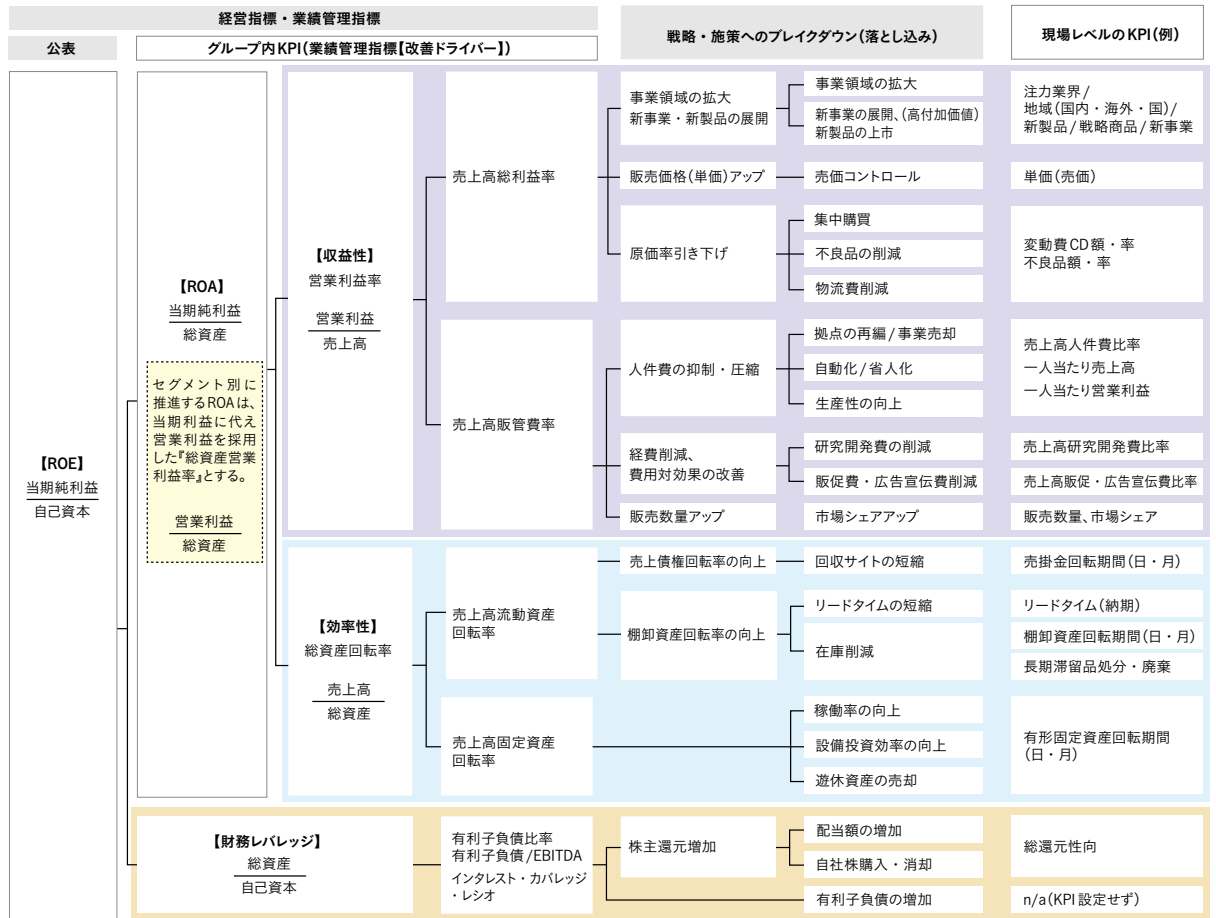 経営指標・業績管理指標
公表
グループ内KPI(業績管理指標【改善ドライバー】)
戦略・施策へのブレイクダウン(落とし込み)
現場レベルのKPI(例)
【ROE】
当期純利益
自己資本
【ROA】
当期純利益
総資産
セグメント別に
推進するROAは、
当期利益に代え
営業利益を採用
した『総資産営業
利益率』とする。
営業利益
総資産
【収益性】
営業利益率
営業利益
売上高
売上高総利益率
事業領域の拡大
新事業・新製品の展開
事業領域の拡大
新事業の展開、(高付加価値)
新製品の上市
注力業界/
地域(国内・海外・国)/
新製品/戦略商品/新事業
販売価格(単価)アップ
売価コントロール
単価(売価)
原価率引き下げ
集中購買
不良品の削減
物流費削減
変動費CD額・率
不良品額・率
売上高販管費率
人件費の抑制・圧縮
拠点の再編/事業売却
自動化/省人化
生産性の向上
売上高人件費比率
一人当たり売上高
一人当たり営業利益
経費削減、
費用対効果の改善
研究開発費の削減
売上高研究開発費比率
販促費・広告宣伝費削減
売上高販促・広告宣伝費比率
販売数量アップ
市場シェアアップ
販売数量、市場シェア
【効率性】
総資産回転率
売上高
総資産
売上高流動資産
回転率
売上債権回転率の向上
回収サイトの短縮
売掛金回転期間(日・月)
棚卸資産回転率の向上
リードタイムの短縮
リードタイム(納期)
在庫削減
棚卸資産回転期間(日・月)
長期滞留品処分・廃棄
売上高固定資産
回転率
稼働率の向上
設備投資効率の向上
遊休資産の売却
有形固定資産回転期間
(日・月)
【財務レバレッジ】
総資産
自己資本
有利子負債比率
有利子負債/EBITDA
インタレスト・カバレッジ
・レシオ
株主還元増加
配当額の増加
自社株購入・消却
総還元性向
有利子負債の増加
n/a(KPI設定せず)